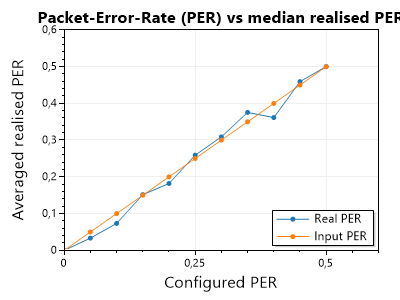 Packet-Error-Rate (PER) vs median realised PER
Averaged realised PER
0,6
0,5
0,4
0,3
0,2
0,1
0
0
0,25
0,5
Configured PER
Real PER
Input PER